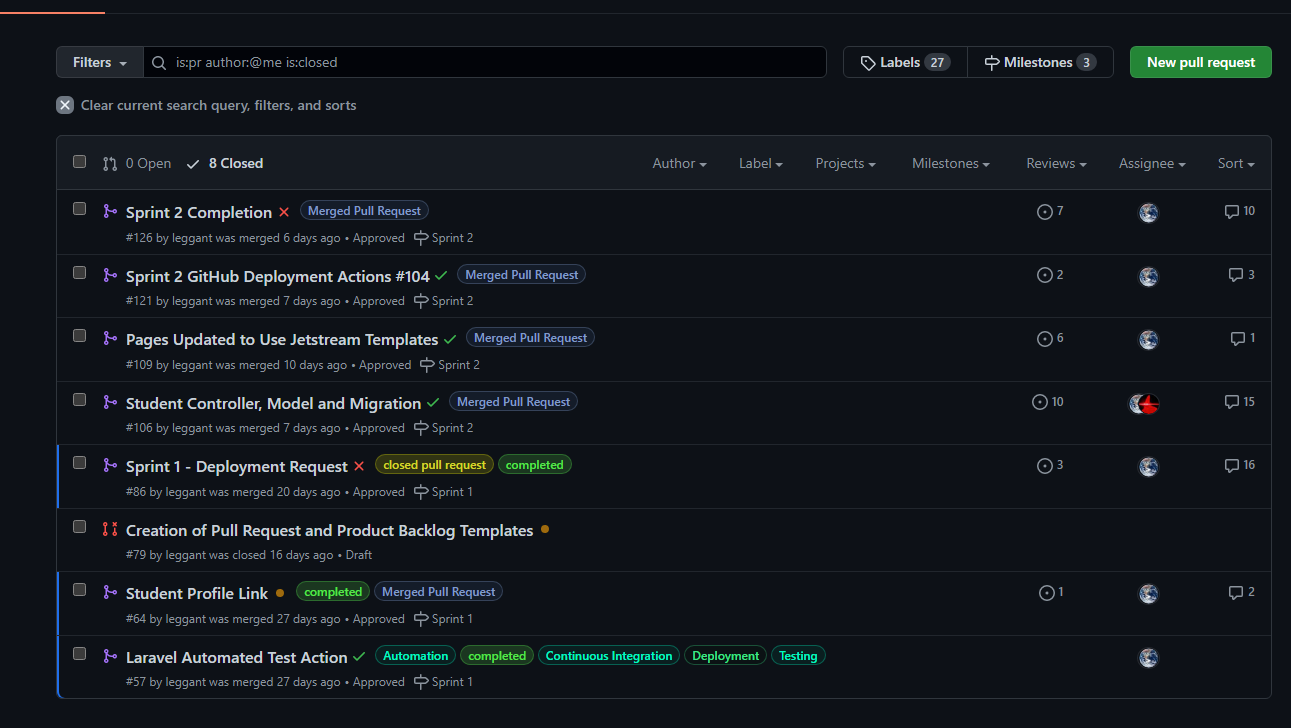 Filters is:pr author:@me is:closed Labels 27 Milestones 3 New pull request
Clear current search query, filters, and sorts
0 Open 8 Closed Author Label Projects Milestones Reviews Assignee Sort
Sprint 2 Completion Merged Pull Request 7 10
#126 by leggant was merged 6 days ago • Approved Sprint 2
Sprint 2 GitHub Deployment Actions #104 Merged Pull Request 2 3
#121 by leggant was merged 7 days ago • Approved Sprint 2
Pages Updated to Use Jetstream Templates Merged Pull Request 6 1
#109 by leggant was merged 10 days ago • Approved Sprint 2
Student Controller, Model and Migration Merged Pull Request 10 15
#106 by leggant was merged 7 days ago • Approved Sprint 2
Sprint 1 - Deployment Request closed pull request completed 3 16
#86 by leggant was merged 20 days ago • Approved Sprint 1
Creation of Pull Request and Product Backlog Templates
#79 by leggant was closed 16 days ago • Draft
Student Profile Link completed Merged Pull Request 1 2
#64 by leggant was merged 27 days ago • Approved Sprint 1
Laravel Automated Test Action Automation completed Continuous Integration Deployment Testing
#57 by leggant was merged 27 days ago • Approved Sprint 1